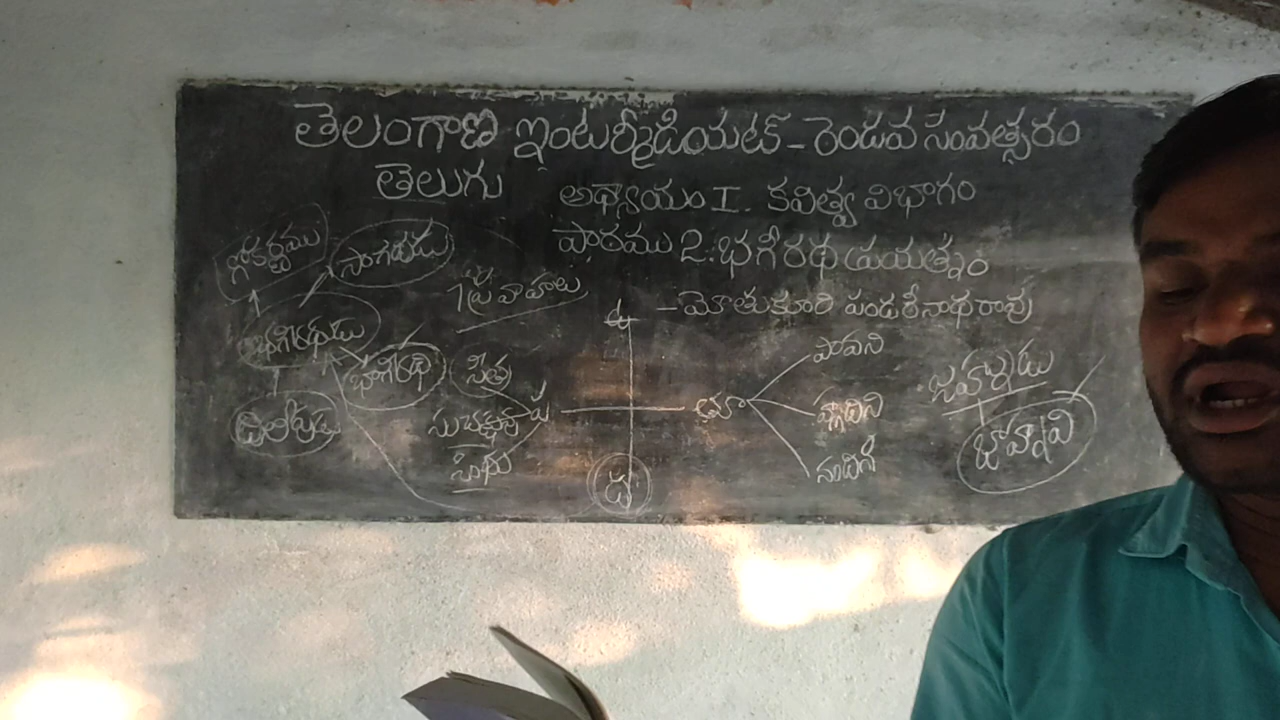 తెలంగాణ ఇంటర్మీడియట్ - రెండవ సంవత్సరం
తెలుగు
అధ్యాయం I. కవిత్వ విభాగం
పాఠము 2: భగీరథ ప్రయత్నం
- మోతుకూరి పండరీనాథరావు
గోకర్ణము
సాగరుడు
7 ప్రవాహాలు
ఉ
భగీరథుడు
భాగీరథి
సీత
పావని
జహ్నుడు
దిలీపుడు
సుచక్షువు
ప
తూ
హ్లాదిని
జాహ్నవి
సింధు
ద
నందిని